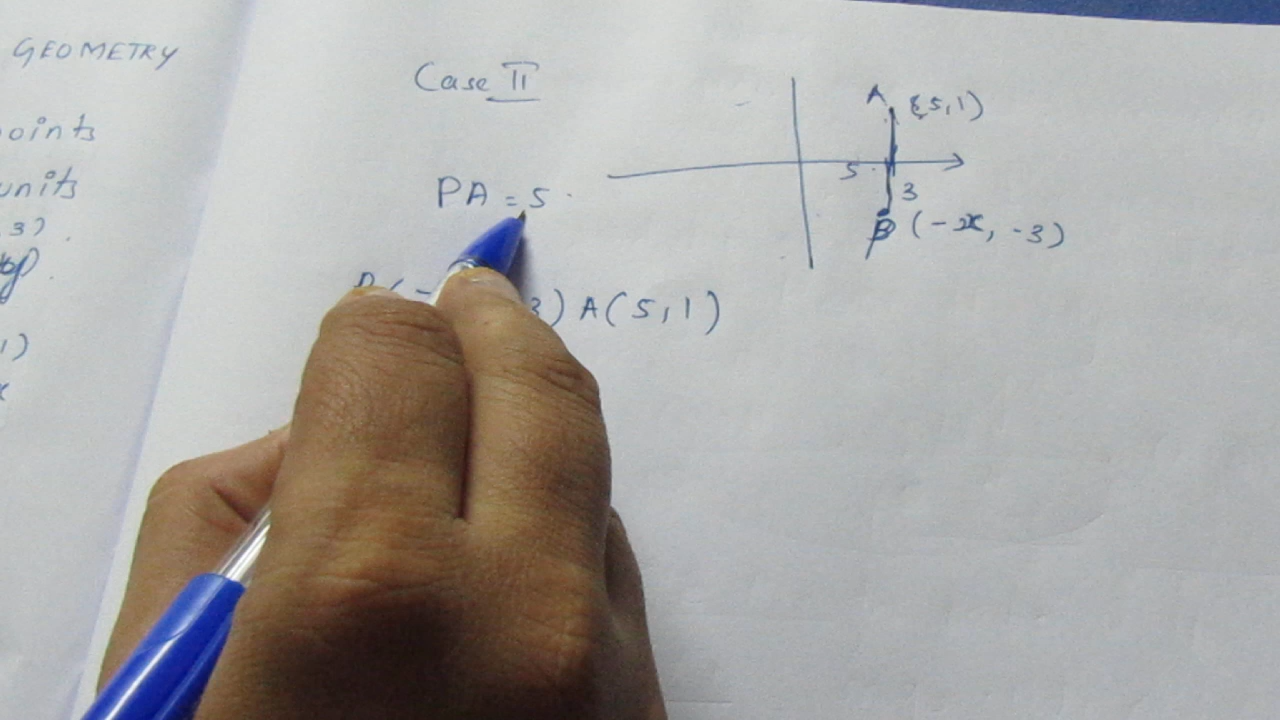 GEOMETRY
oints
units
3).
1)
Case II
PA = 5
3) A(5,1)
A (5,1)
5
3
B (-x, -3)